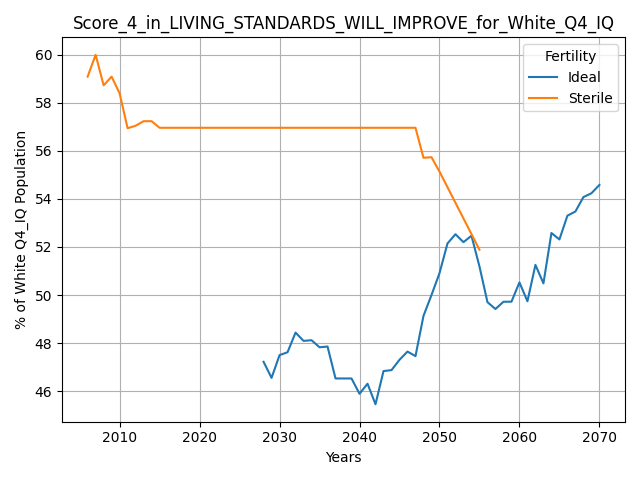 Score_4_in_LIVING_STANDARDS_WILL_IMPROVE_for_White_Q4_IQ
Fertility
Ideal
Sterile
% of White Q4_IQ Population
60
58
56
54
52
50
48
46
2010 2020 2030 2040 2050 2060 2070
Years